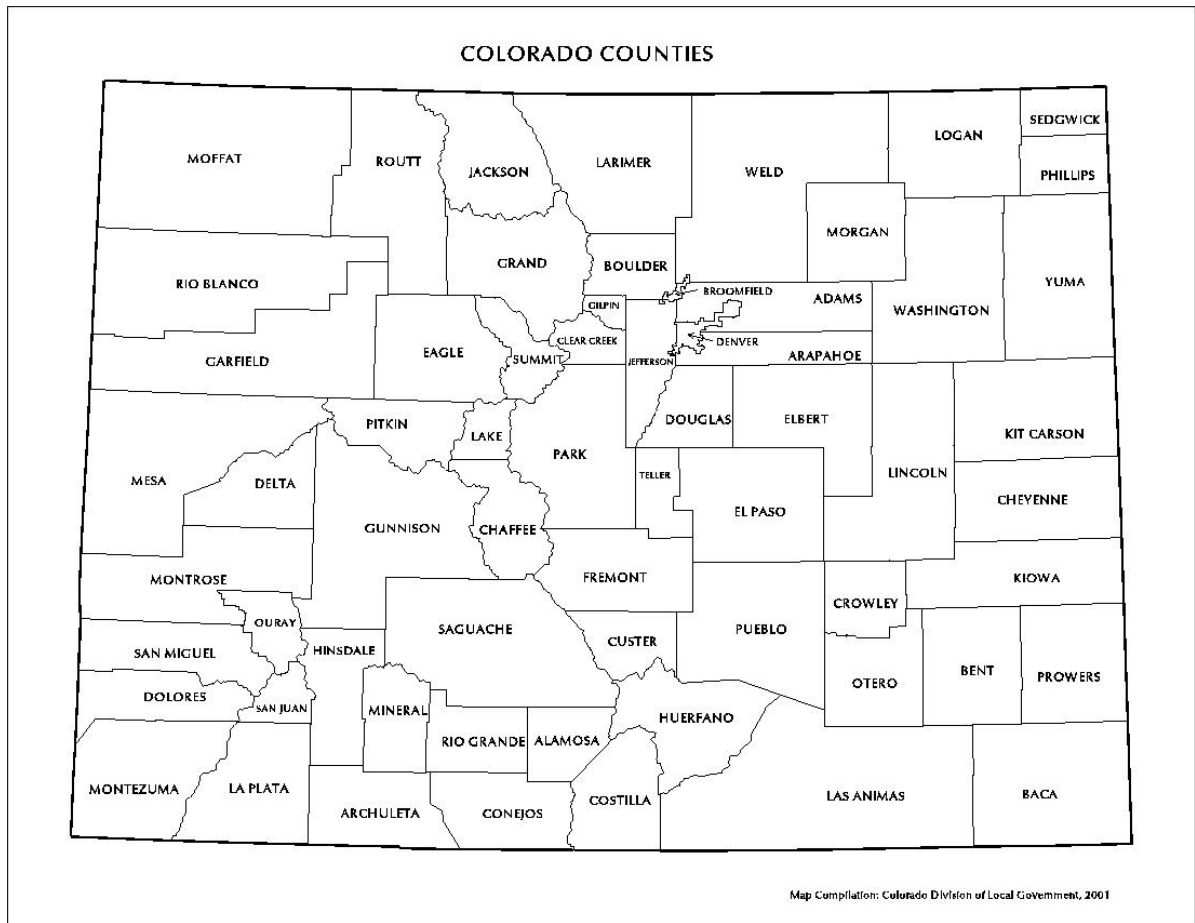 COLORADO COUNTIES
SEDGWICK
LOGAN
MOFFAT
ROUTT
LARIMER
WELD
JACKSON
PHILLIPS
MORGAN
GRAND
BOULDER
RIO BLANCO
YUMA
BROOMFIELD
ADAMS
WASHINGTON
GILPIN
CLEAR CREEK
DENVER
EAGLE
SUMMIT
JEFFERSON
ARAPAHOE
GARFIELD
DOUGLAS
ELBERT
PITKIN
LAKE
KIT CARSON
PARK
LINCOLN
TELLER
MESA
DELTA
CHEYENNE
EL PASO
GUNNISON
CHAFFEE
FREMONT
KIOWA
MONTROSE
CROWLEY
OURAY
SAGUACHE
PUEBLO
CUSTER
HINSDALE
SAN MIGUEL
BENT
PROWERS
OTERO
DOLORES
SAN JUAN
MINERAL
HUERFANO
RIO GRANDE
ALAMOSA
MONTEZUMA
LA PLATA
LAS ANIMAS
BACA
COSTILLA
ARCHULETA
CONEJOS
Map Compilation: Colorado Division of Local Government, 2001